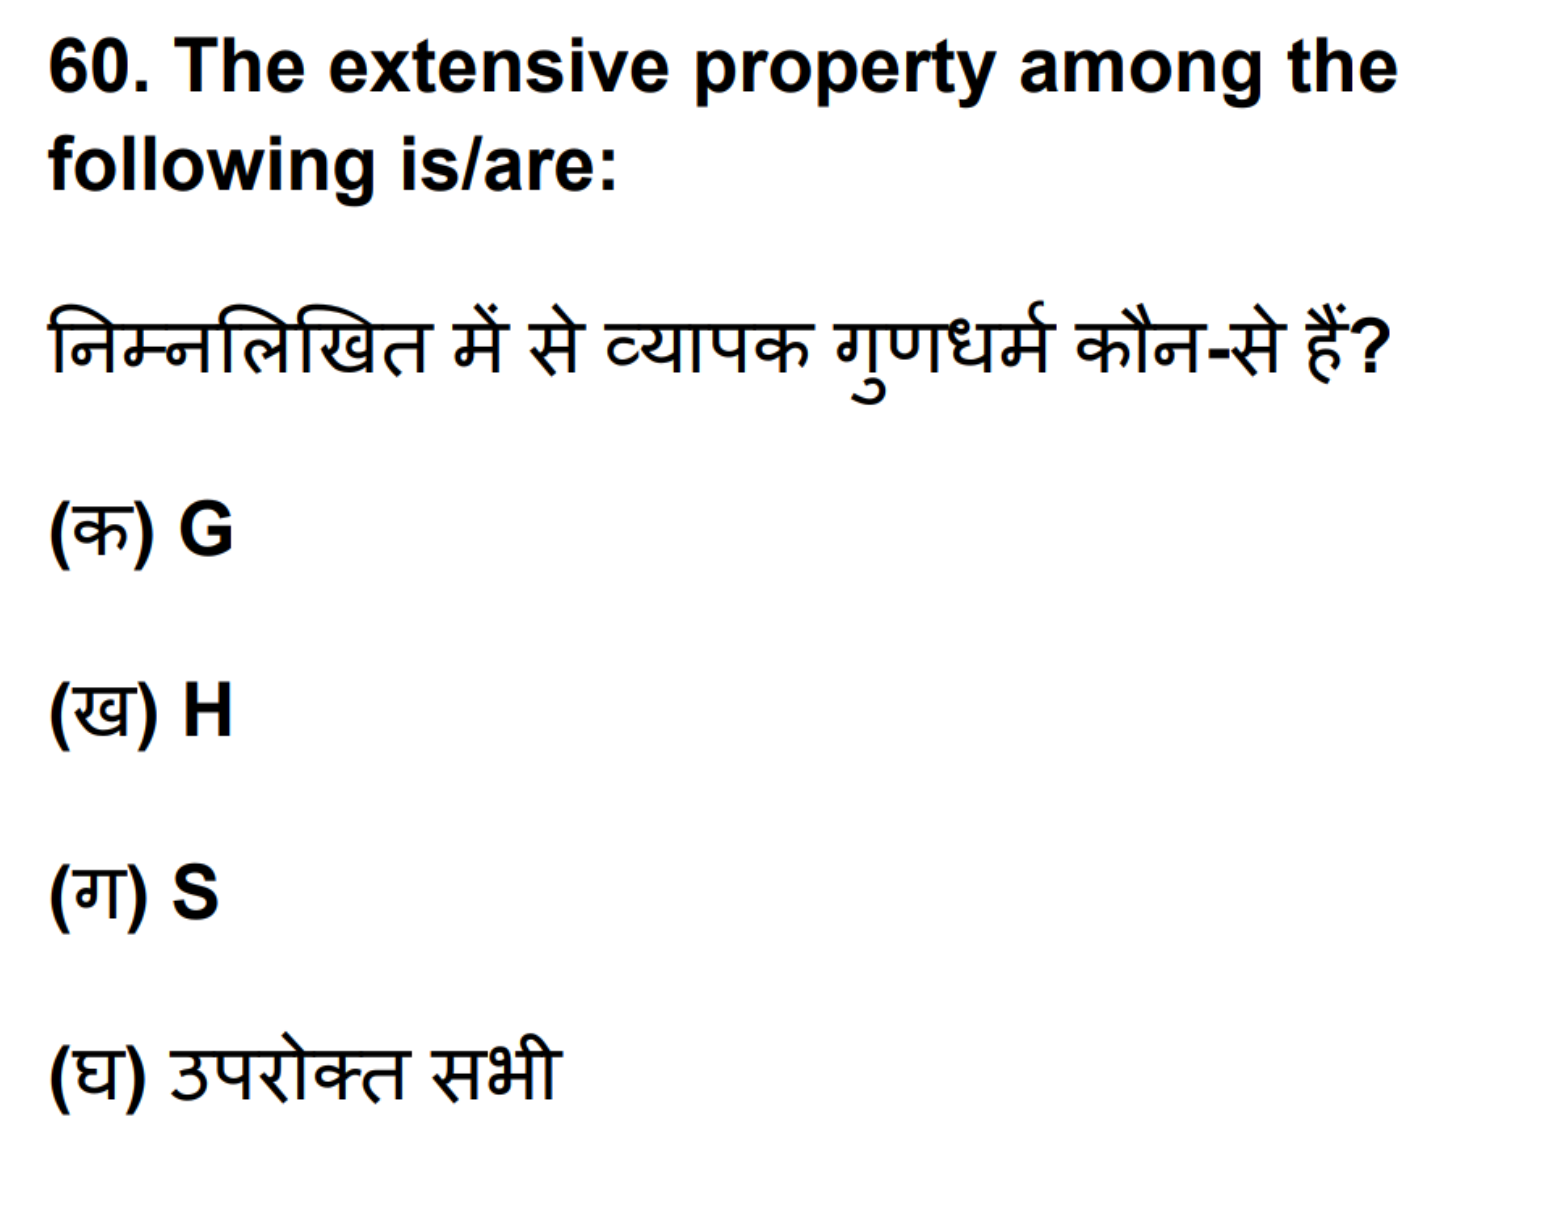 60. The extensive property among the
following is/are:
निम्नलिखित में से व्यापक गुणधर्म कौन-से हैं?
(क) G
(ख) H
(ग) S
(घ) उपरोक्त सभी